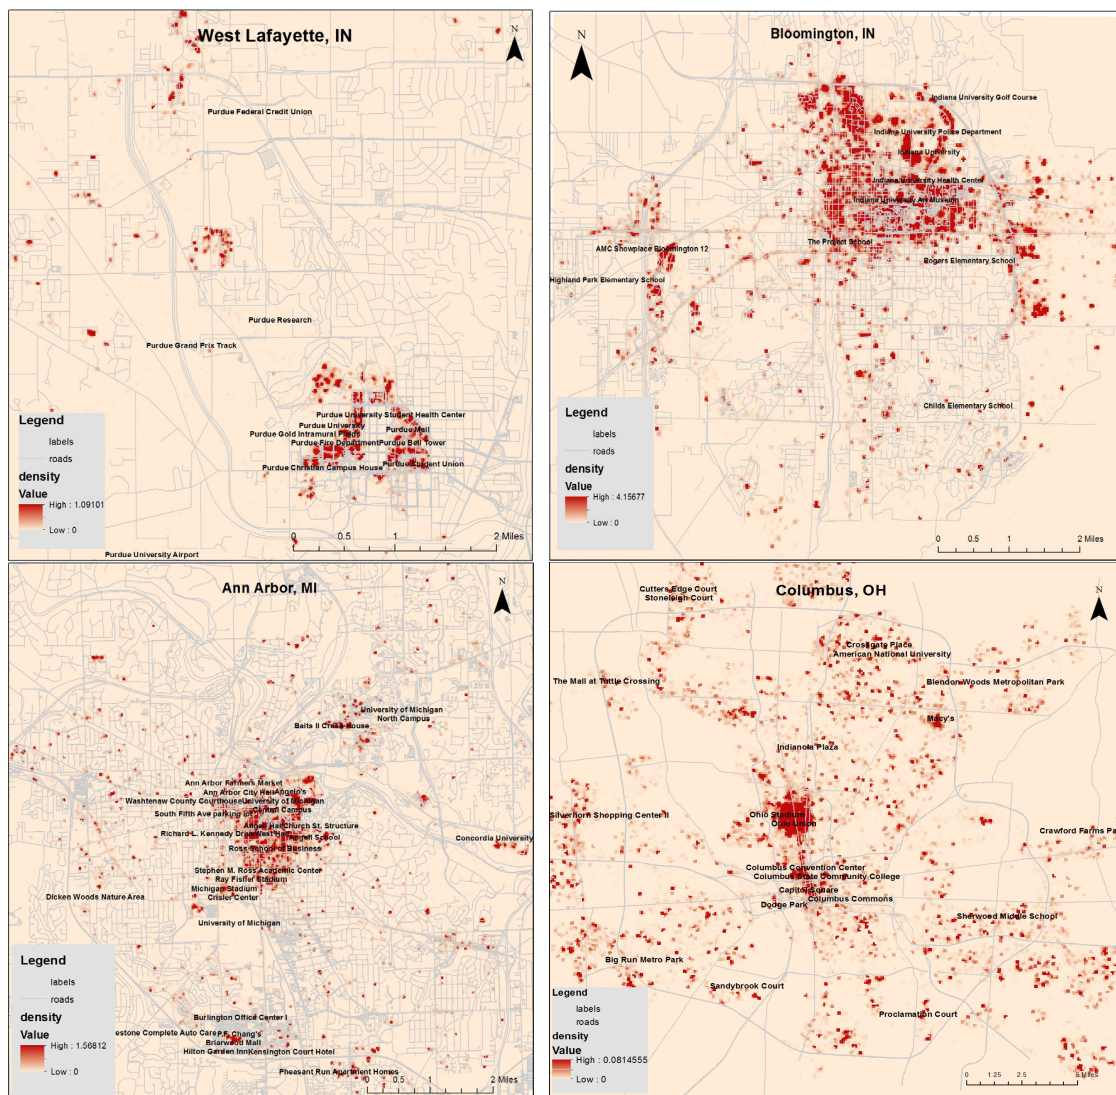 West Lafayette, IN
N
Purdue Federal Credit Union
Purdue Research
Purdue Grand Prix Track
Purdue University Student Health Center
Purdue University
Purdue Mall
Purdue Gold Intramural Fields
Purdue Fire Department
Purdue Bell Tower
Purdue Christian Campus House
Purdue Student Union
Purdue University Airport
Legend
labels
roads
density
Value
High : 1.09101
Low : 0
0 0.5 1 2 Miles
Bloomington, IN
N
Indiana University Golf Course
Indiana University Police Department
Indiana University
Indiana University Health Center
Indiana University Art Museum
The Project School
AMC Showplace Bloomington 12
Rogers Elementary School
Highland Park Elementary School
Childs Elementary School
Legend
labels
roads
density
Value
High : 4.15677
Low : 0
0 0.5 1 2 Miles
Ann Arbor, MI
N
University of Michigan
North Campus
Baits II Cross House
Ann Arbor Farmers Market
Ann Arbor City Hall
Angelo's
Washtenaw County Courthouse
University of Michigan
Central Campus
South Fifth Ave parking lot
Angell Hall
Church St. Structure
Richard L. Kennedy Drive
West Hall
Angell School
Concordia University
Ross School of Business
Stephen M. Ross Academic Center
Ray Fisher Stadium
Michigan Stadium
Crisler Center
Dicken Woods Nature Area
University of Michigan
Burlington Office Center I
estone Complete Auto Care
P.F. Chang's
Briarwood Mall
Hilton Garden Inn
Kensington Court Hotel
Pheasant Run Apartment Homes
Legend
labels
roads
density
Value
High : 1.56812
Low : 0
0 0.5 1 2 Miles
Columbus, OH
N
Cutters Edge Court
Stoneleigh Court
Crossgate Place
American National University
The Mall at Tuttle Crossing
Blendon Woods Metropolitan Park
Macy's
Indianola Plaza
Silverhorn Shopping Center II
Ohio Stadium
Ohio Union
Crawford Farms Pa
Columbus Convention Center
Columbus State Community College
Capitol Square
Columbus Commons
Dodge Park
Sherwood Middle School
Big Run Metro Park
Sandybrook Court
Proclamation Court
Legend
labels
roads
density
Value
High : 0.0814555
Low : 0
0 1.25 2.5 5 Miles